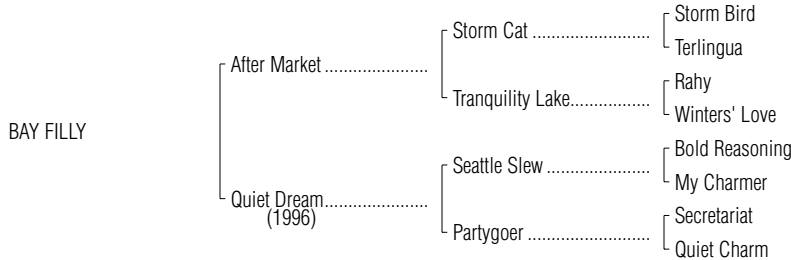 Storm Bird
Storm Cat ..........................
Terlingua
After Market .......................
Rahy
Tranquility Lake..................
Winters' Love
BAY FILLY
Bold Reasoning
Seattle Slew .......................
My Charmer
Quiet Dream.......................
(1996)
Secretariat
Partygoer ...........................
Quiet Charm